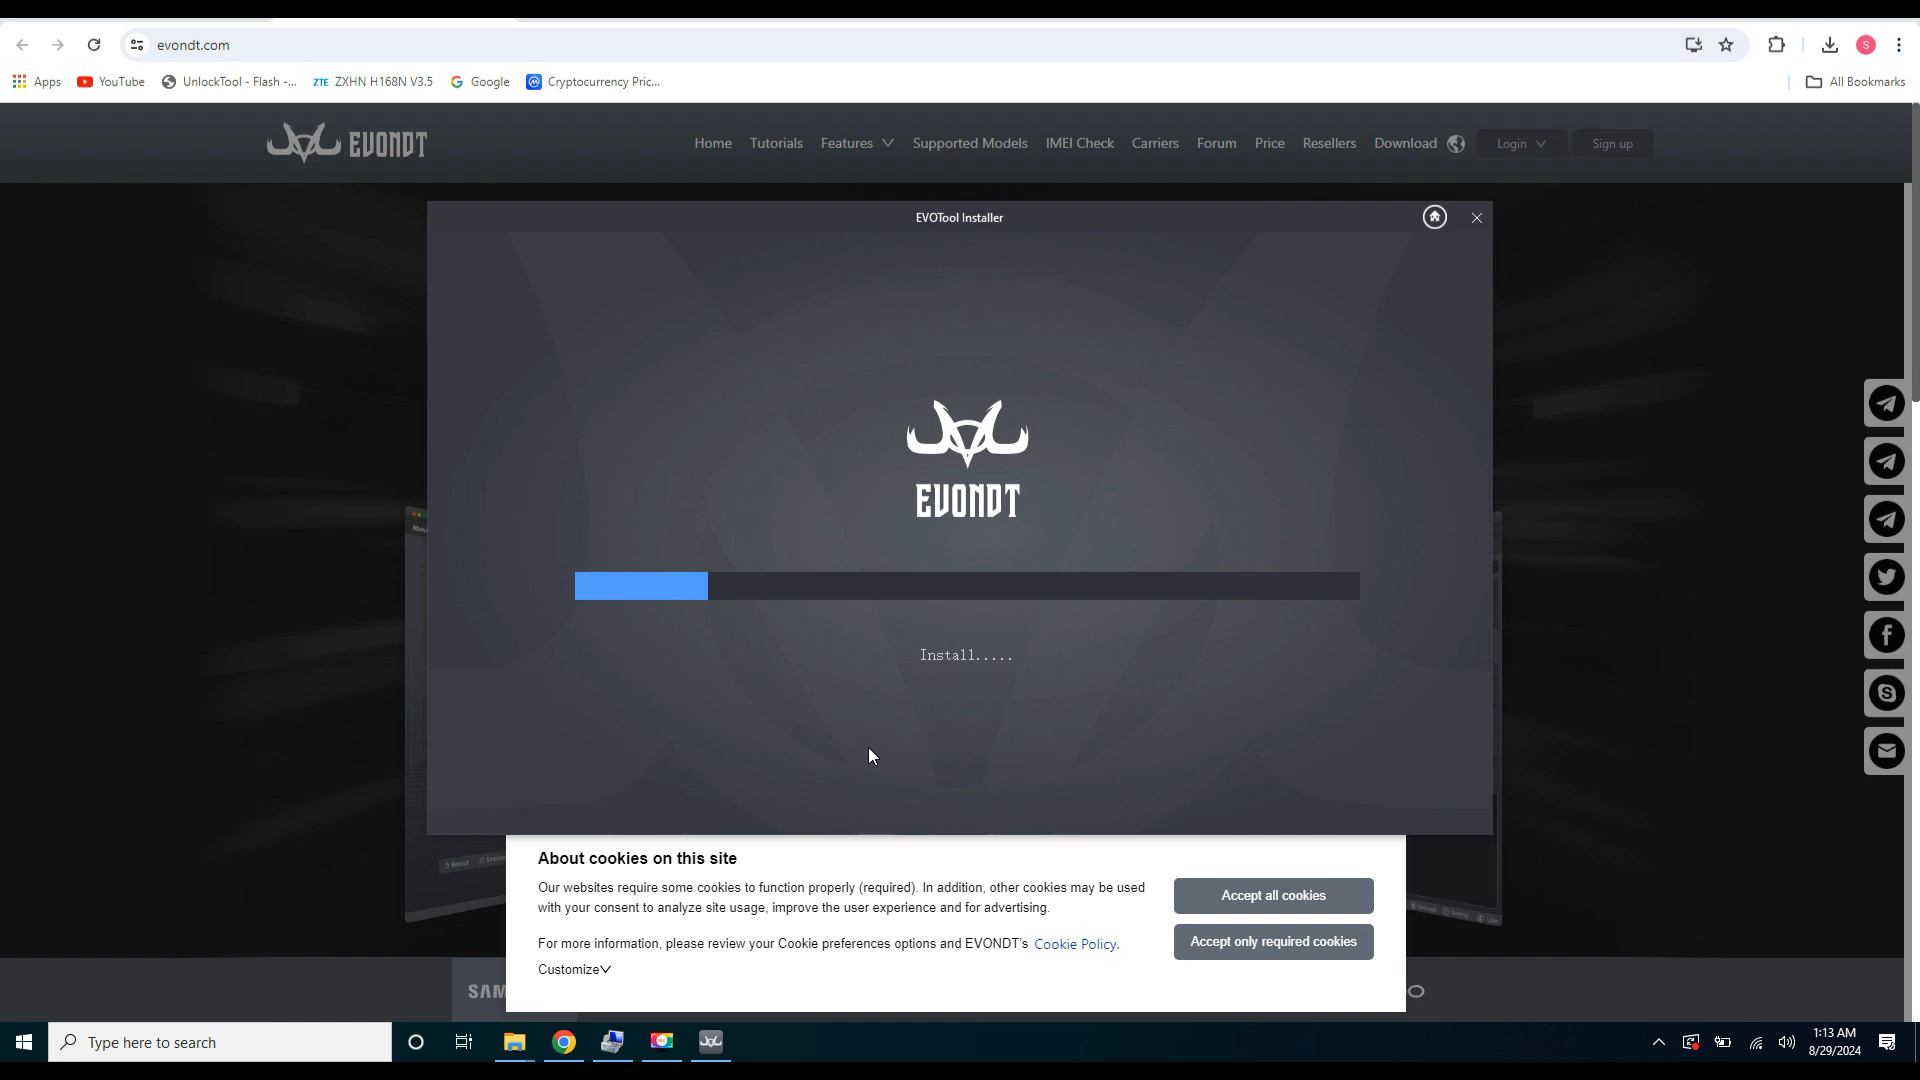 evondt.com
S
Apps YouTube UnlockTool - Flash -... ZTE ZXHN H168N V3.5 Google Cryptocurrency Pric... All Bookmarks
EVONDT Home Tutorials Features Supported Models IMEI Check Carriers Forum Price Resellers Download Login Sign up
EVOTool Installer
EVONDT
Install.....
About cookies on this site
Our websites require some cookies to function properly (required). In addition, other cookies may be used
with your consent to analyze site usage, improve the user experience and for advertising.
For more information, please review your Cookie preferences options and EVONDT's Cookie Policy.
Customize
Accept all cookies
Accept only required cookies
Reboot
SAM
O
Type here to search
1:13 AM
8/29/2024